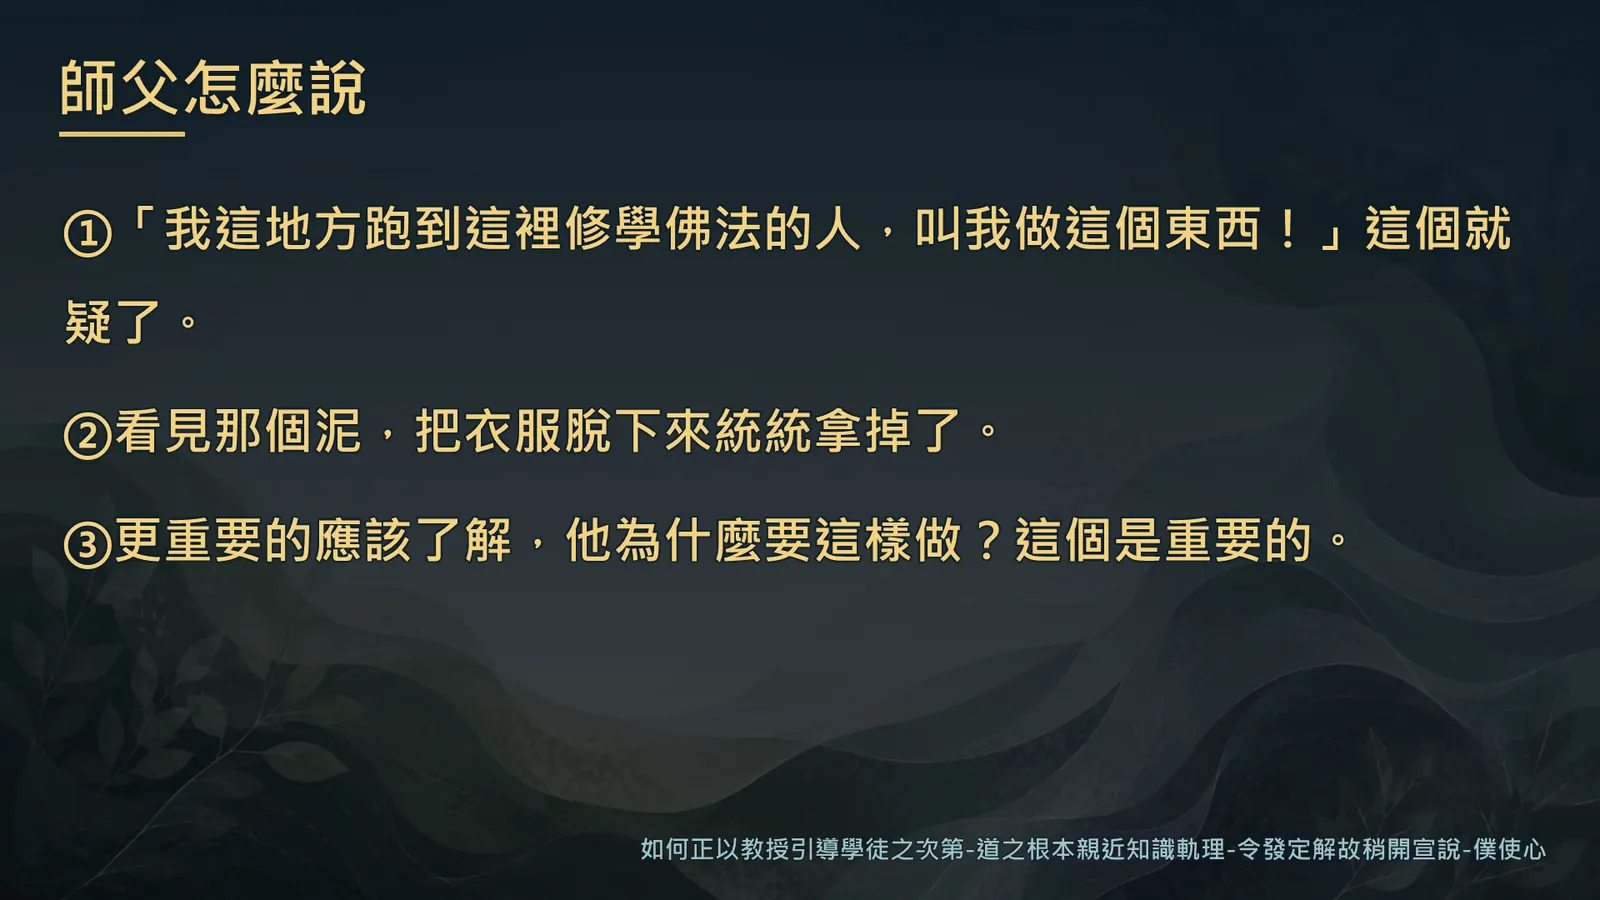 師父怎麼說
①「我這地方跑到這裡修學佛法的人，叫我做這個東西！」這個就
疑了。
②看見那個泥，把衣服脫下來統統拿掉了。
③更重要的應該了解，他為什麼要這樣做？這個是重要的。
如何正以教授引導學徒之次第-道之根本親近知識軌理-令發定解故稍開宣說-僕使心